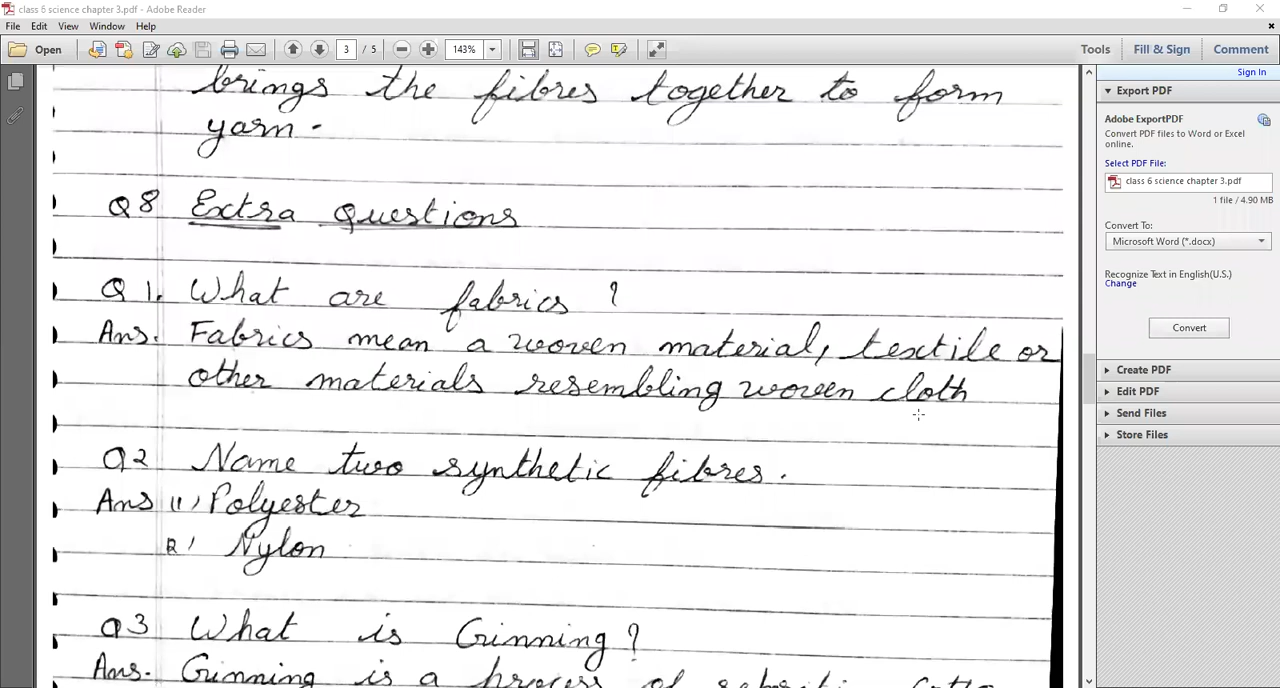 class 6 science chapter 3.pdf - Adobe Reader
File Edit View Window Help
Open 3 / 5 143% Tools Fill & Sign Comment
Sign In
brings the fibres together to form
yarn.
Q8 Extra Questions
Q 1. What are fabrics ?
Ans. Fabrics mean a woven material, textile or
other materials resembling woven cloth
Q2 Name two synthetic fibres.
Ans (1) Polyester
2) Nylon
Q3 What is Ginning?
Ans. Ginning is a process of
Export PDF
Adobe ExportPDF
Convert PDF files to Word or Excel
online.
Select PDF File:
class 6 science chapter 3.pdf
1 file / 4.90 MB
Convert To:
Microsoft Word (*.docx)
Recognize Text in English(U.S.)
Change
Convert
Create PDF
Edit PDF
Send Files
Store Files